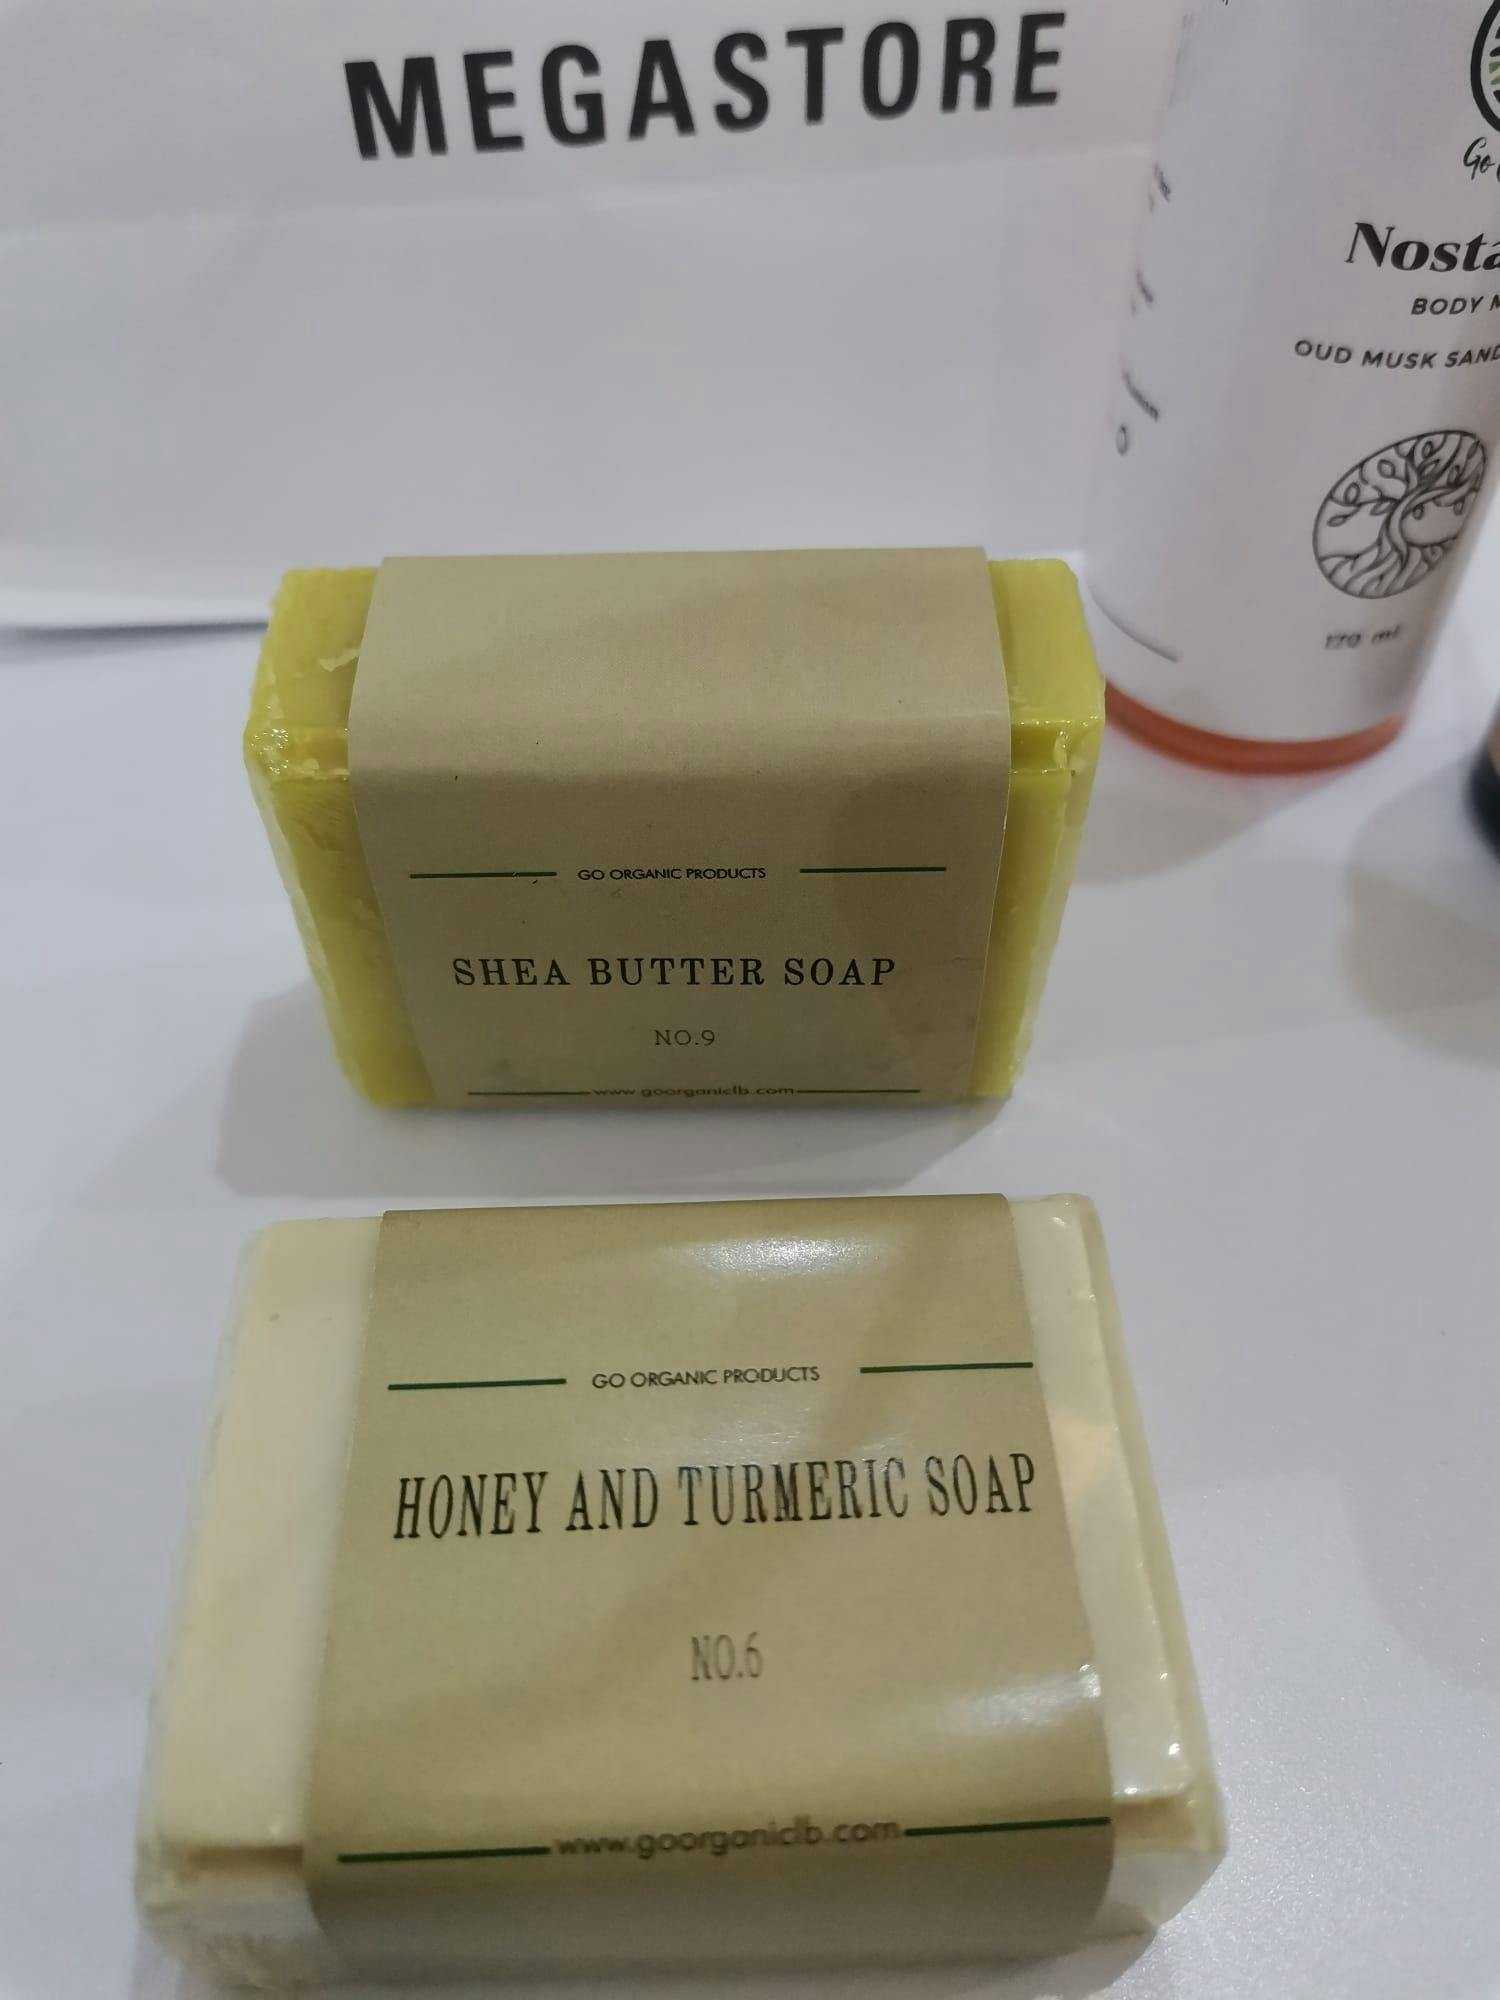 MEGASTORE
Go
Nosta
BODY M
OUD MUSK SAND
170 ml
GO ORGANIC PRODUCTS
SHEA BUTTER SOAP
NO.9
www.goorganiclb.com
GO ORGANIC PRODUCTS
HONEY AND TURMERIC SOAP
NO.6
www.goorganiclb.com